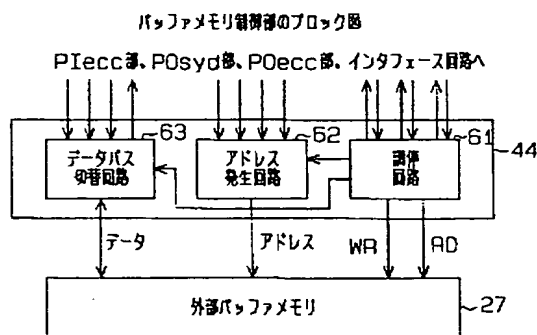 バッファメモリ制御部のブロック図
PIecc部、POsyd部、POecc部、インタフェース回路へ
63
62
61
44
データバス
切替回路
アドレス
発生回路
調停
回路
データ
アドレス
WR
RD
外部バッファメモリ
27